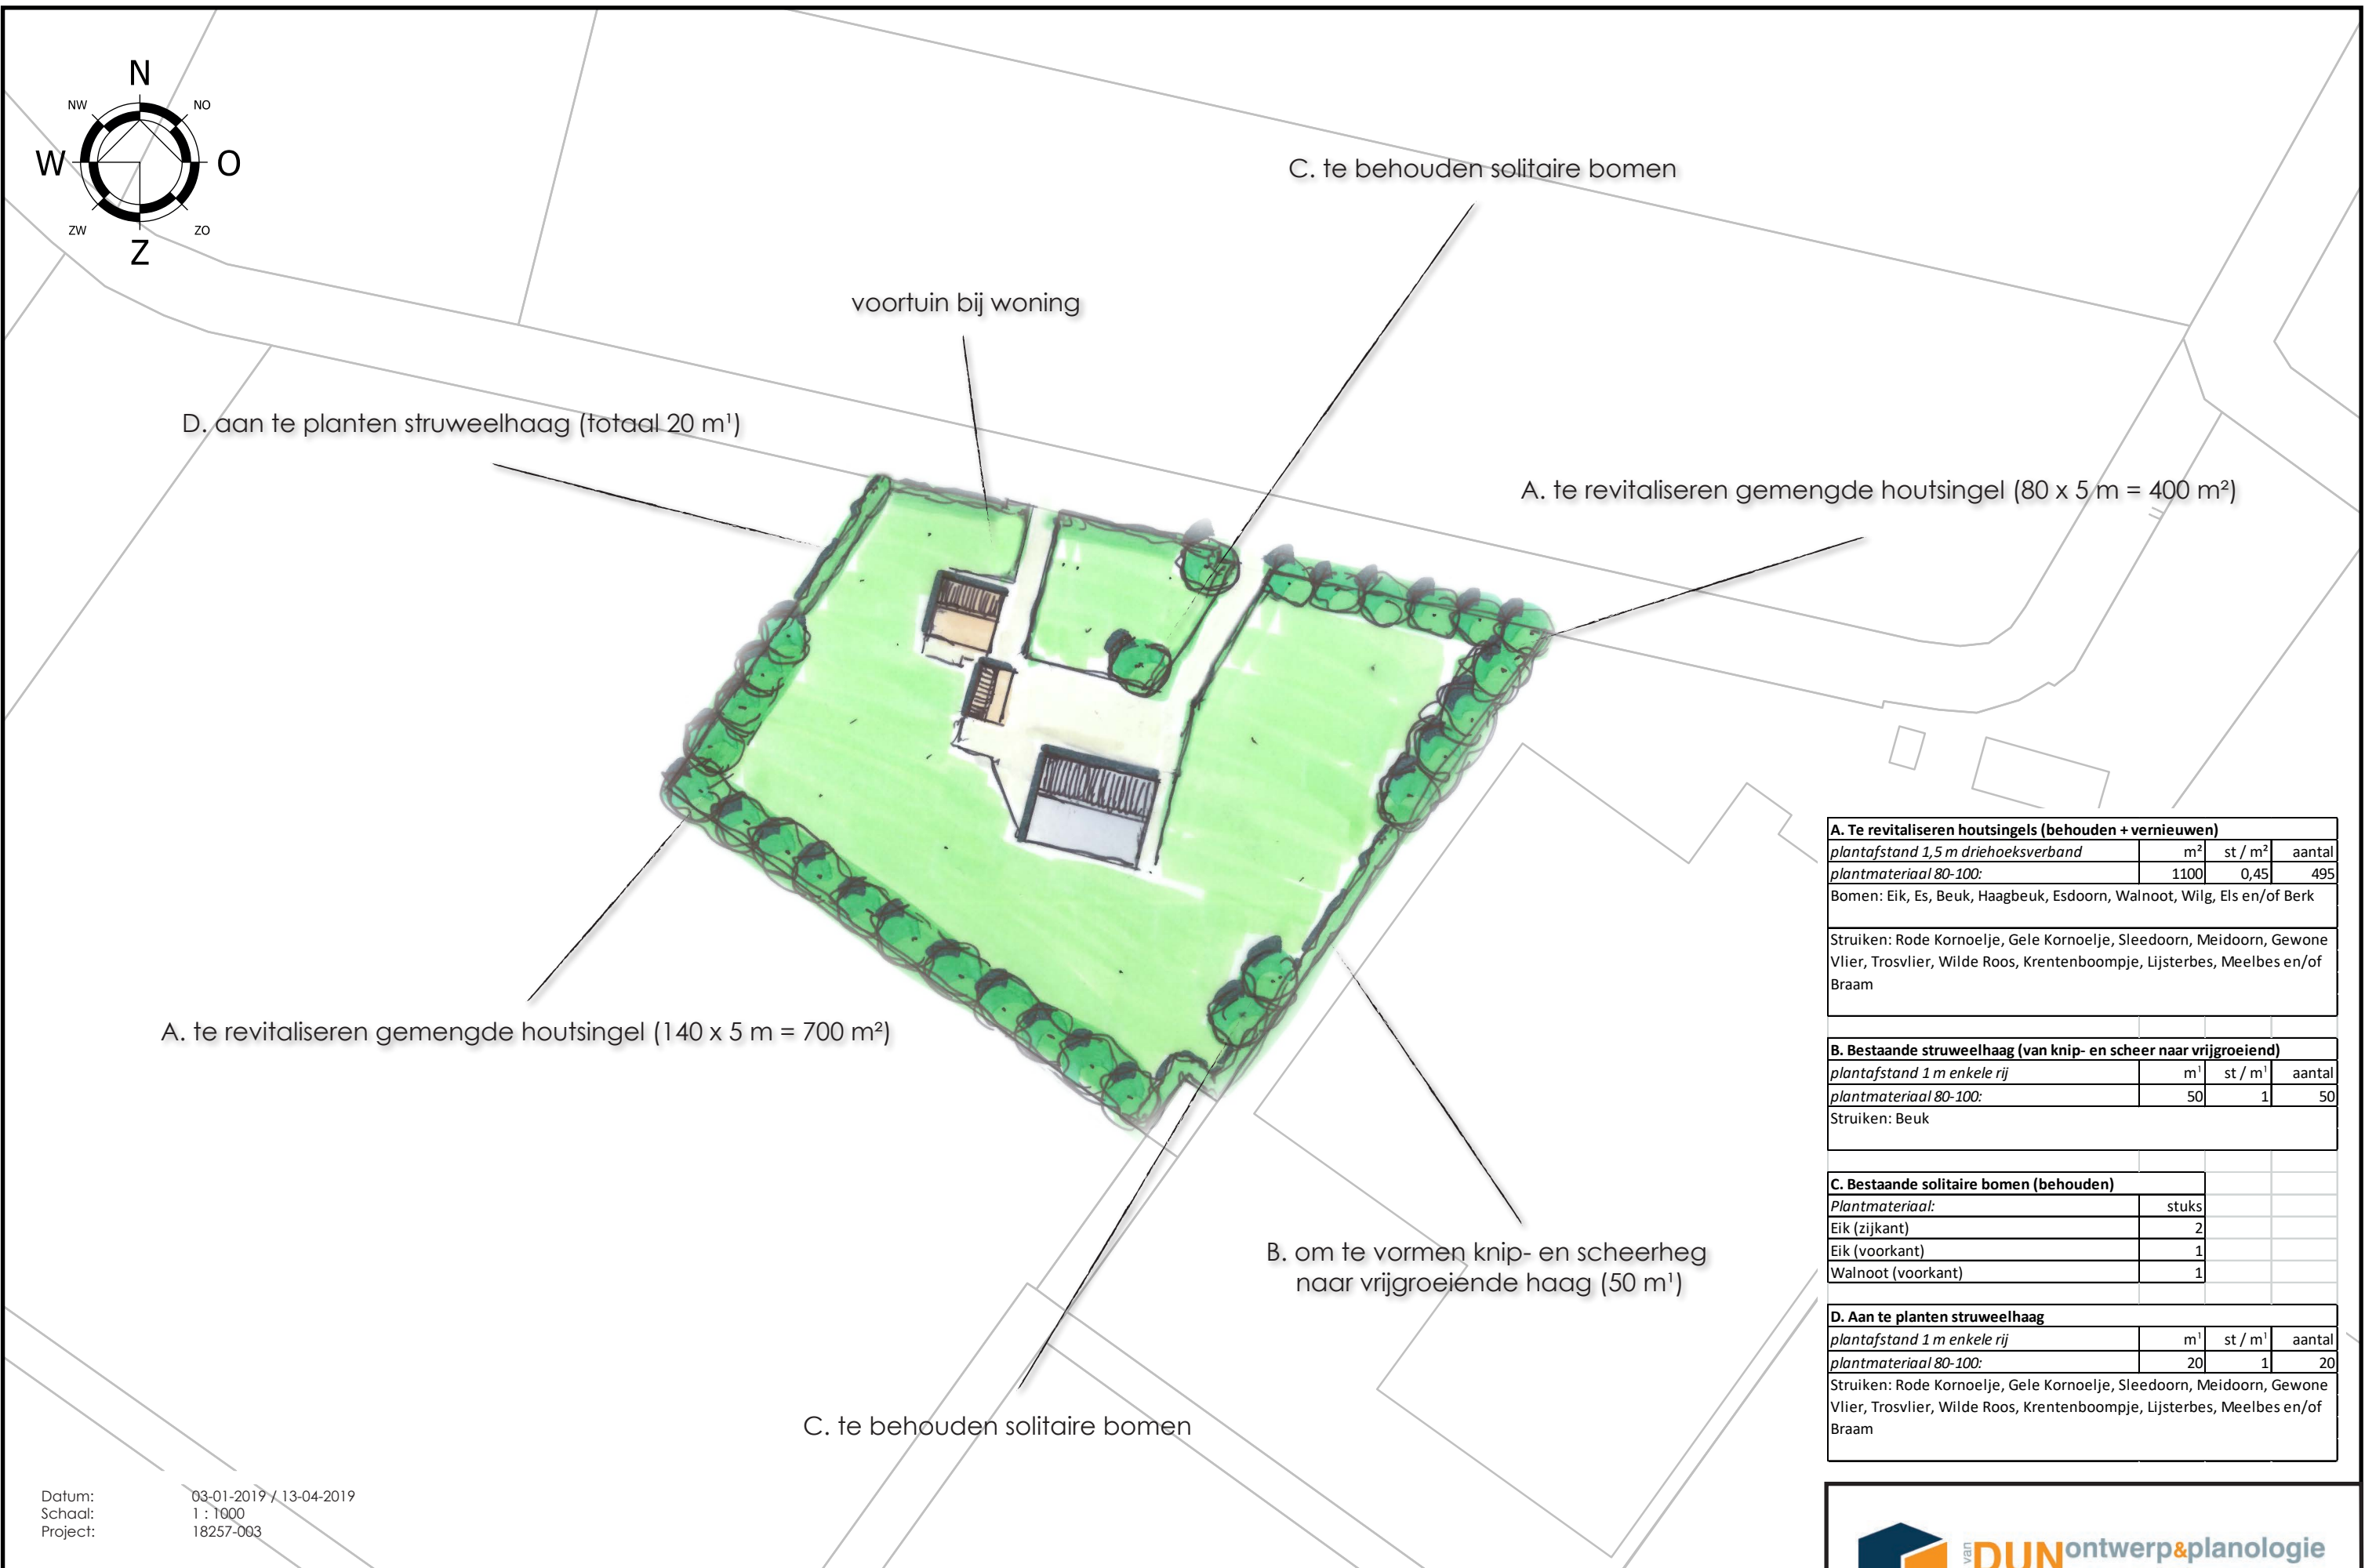 N
NW
NO
W
O
ZW
ZO
Z
C. te behouden solitaire bomen
voortuin bij woning
D. aan te planten struweelhaag (totaal 20 m¹)
A. te revitaliseren gemengde houtsingel (80 x 5 m = 400 m²)
A. te revitaliseren gemengde houtsingel (140 x 5 m = 700 m²)
B. om te vormen knip- en scheerheg
naar vrijgroeiende haag (50 m¹)
C. te behouden solitaire bomen
A. Te revitaliseren houtsingels (behouden + vernieuwen)
plantafstand 1,5 m driehoeksverband m² st / m² aantal
plantmateriaal 80-100: 1100 0,45 495
Bomen: Eik, Es, Beuk, Haagbeuk, Esdoorn, Walnoot, Wilg, Els en/of Berk
Struiken: Rode Kornoelje, Gele Kornoelje, Sleedoorn, Meidoorn, Gewone
Vlier, Trosvlier, Wilde Roos, Krentenboompje, Lijsterbes, Meelbes en/of
Braam
B. Bestaande struweelhaag (van knip- en scheer naar vrijgroeiend)
plantafstand 1 m enkele rij m¹ st / m¹ aantal
plantmateriaal 80-100: 50 1 50
Struiken: Beuk
C. Bestaande solitaire bomen (behouden)
Plantmateriaal: stuks
Eik (zijkant) 2
Eik (voorkant) 1
Walnoot (voorkant) 1
D. Aan te planten struweelhaag
plantafstand 1 m enkele rij m¹ st / m¹ aantal
plantmateriaal 80-100: 20 1 20
Struiken: Rode Kornoelje, Gele Kornoelje, Sleedoorn, Meidoorn, Gewone
Vlier, Trosvlier, Wilde Roos, Krentenboompje, Lijsterbes, Meelbes en/of
Braam
Datum: 03-01-2019 / 13-04-2019
Schaal: 1 : 1000
Project: 18257-003
van DUN ontwerp&planologie